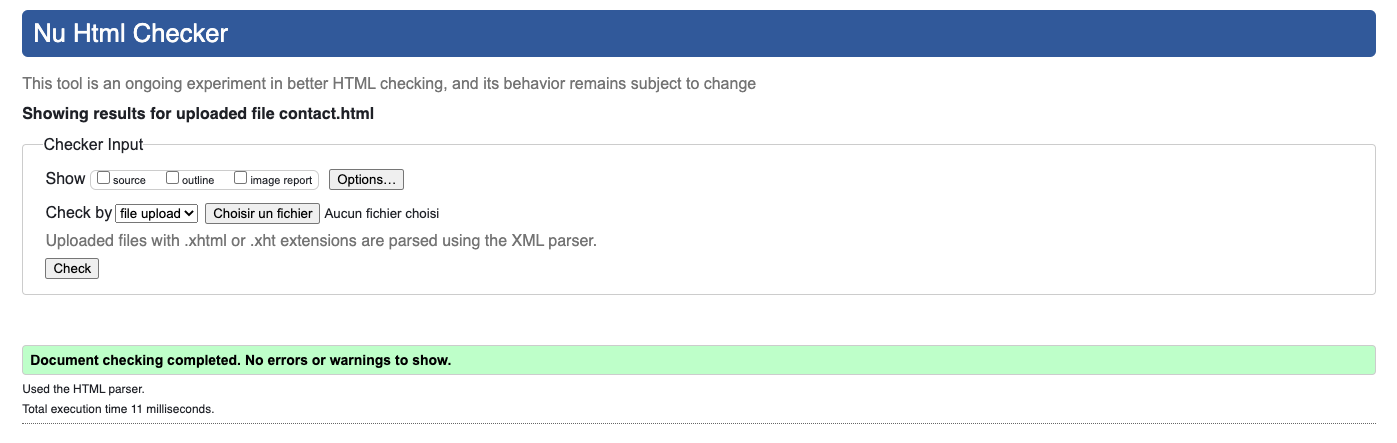 Nu Html Checker
This tool is an ongoing experiment in better HTML checking, and its behavior remains subject to change
Showing results for uploaded file contact.html
Checker Input
Show source outline image report Options...
Check by file upload Choisir un fichier Aucun fichier choisi
Uploaded files with .xhtml or .xht extensions are parsed using the XML parser.
Check
Document checking completed. No errors or warnings to show.
Used the HTML parser.
Total execution time 11 milliseconds.